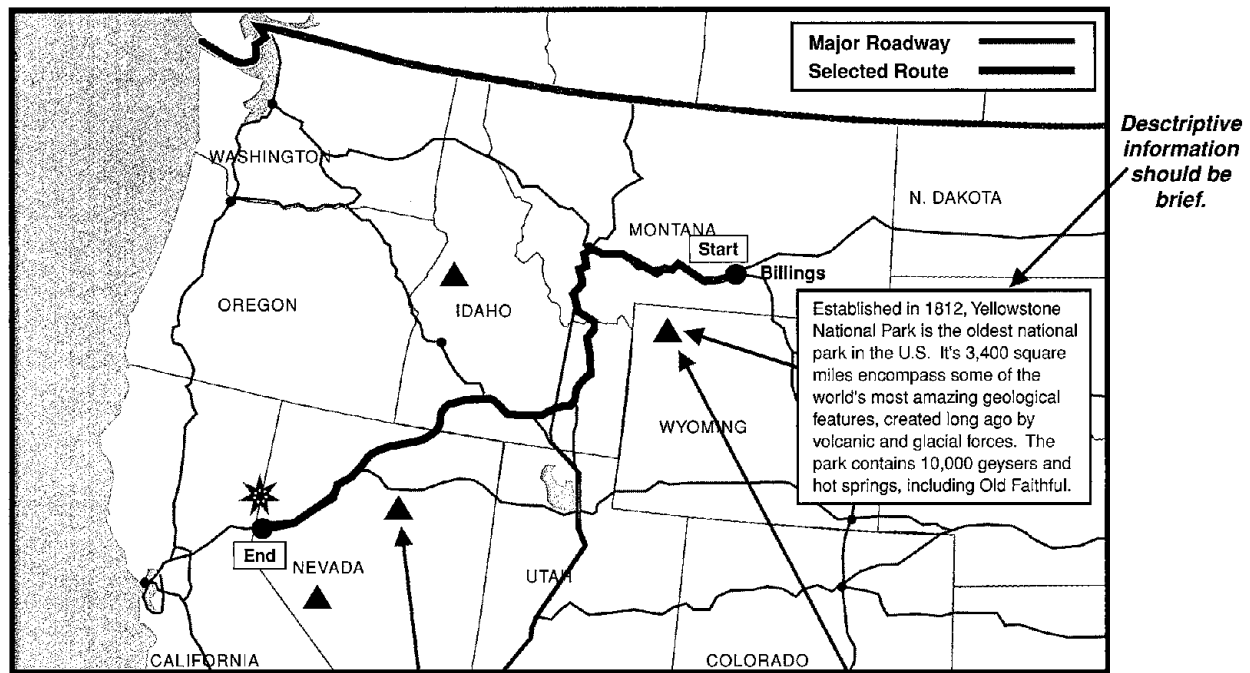 Major Roadway
Selected Route
Desctriptive
information
should be
brief.
WASHINGTON
N. DAKOTA
MONTANA
Start
Billings
OREGON
IDAHO
Established in 1812, Yellowstone
National Park is the oldest national
park in the U.S. It's 3,400 square
miles encompass some of the
world's most amazing geological
features, created long ago by
volcanic and glacial forces. The
park contains 10,000 geysers and
hot springs, including Old Faithful.
WYOMING
End
NEVADA
UTAH
CALIFORNIA
COLORADO